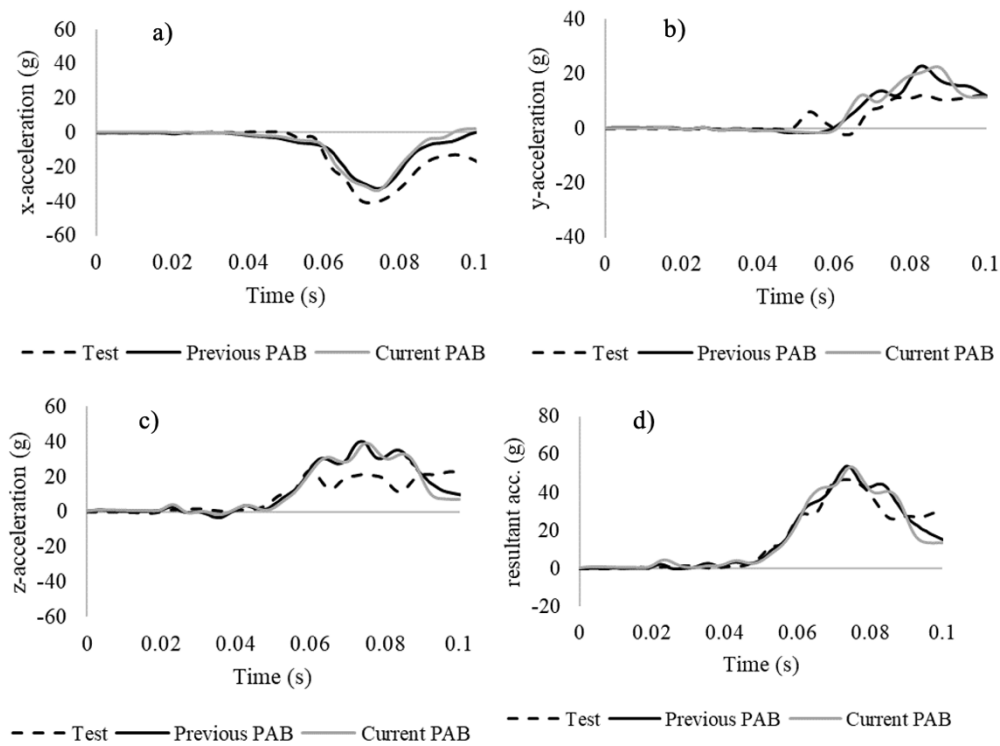 a)
x-acceleration (g)
60
40
20
0
-20
-40
-60
0 0.02 0.04 0.06 0.08 0.1
Time (s)
Test Previous PAB Current PAB
b)
y-acceleration (g)
60
40
20
0
-20
-40
0 0.02 0.04 0.06 0.08 0.1
Time (s)
Test Previous PAB Current PAB
c)
z-acceleration (g)
60
40
20
0
-20
-40
-60
0 0.02 0.04 0.06 0.08 0.1
Time (s)
Test Previous PAB Current PAB
d)
resultant acc. (g)
80
60
40
20
0
-20
0 0.02 0.04 0.06 0.08 0.1
Time (s)
Test Previous PAB Current PAB